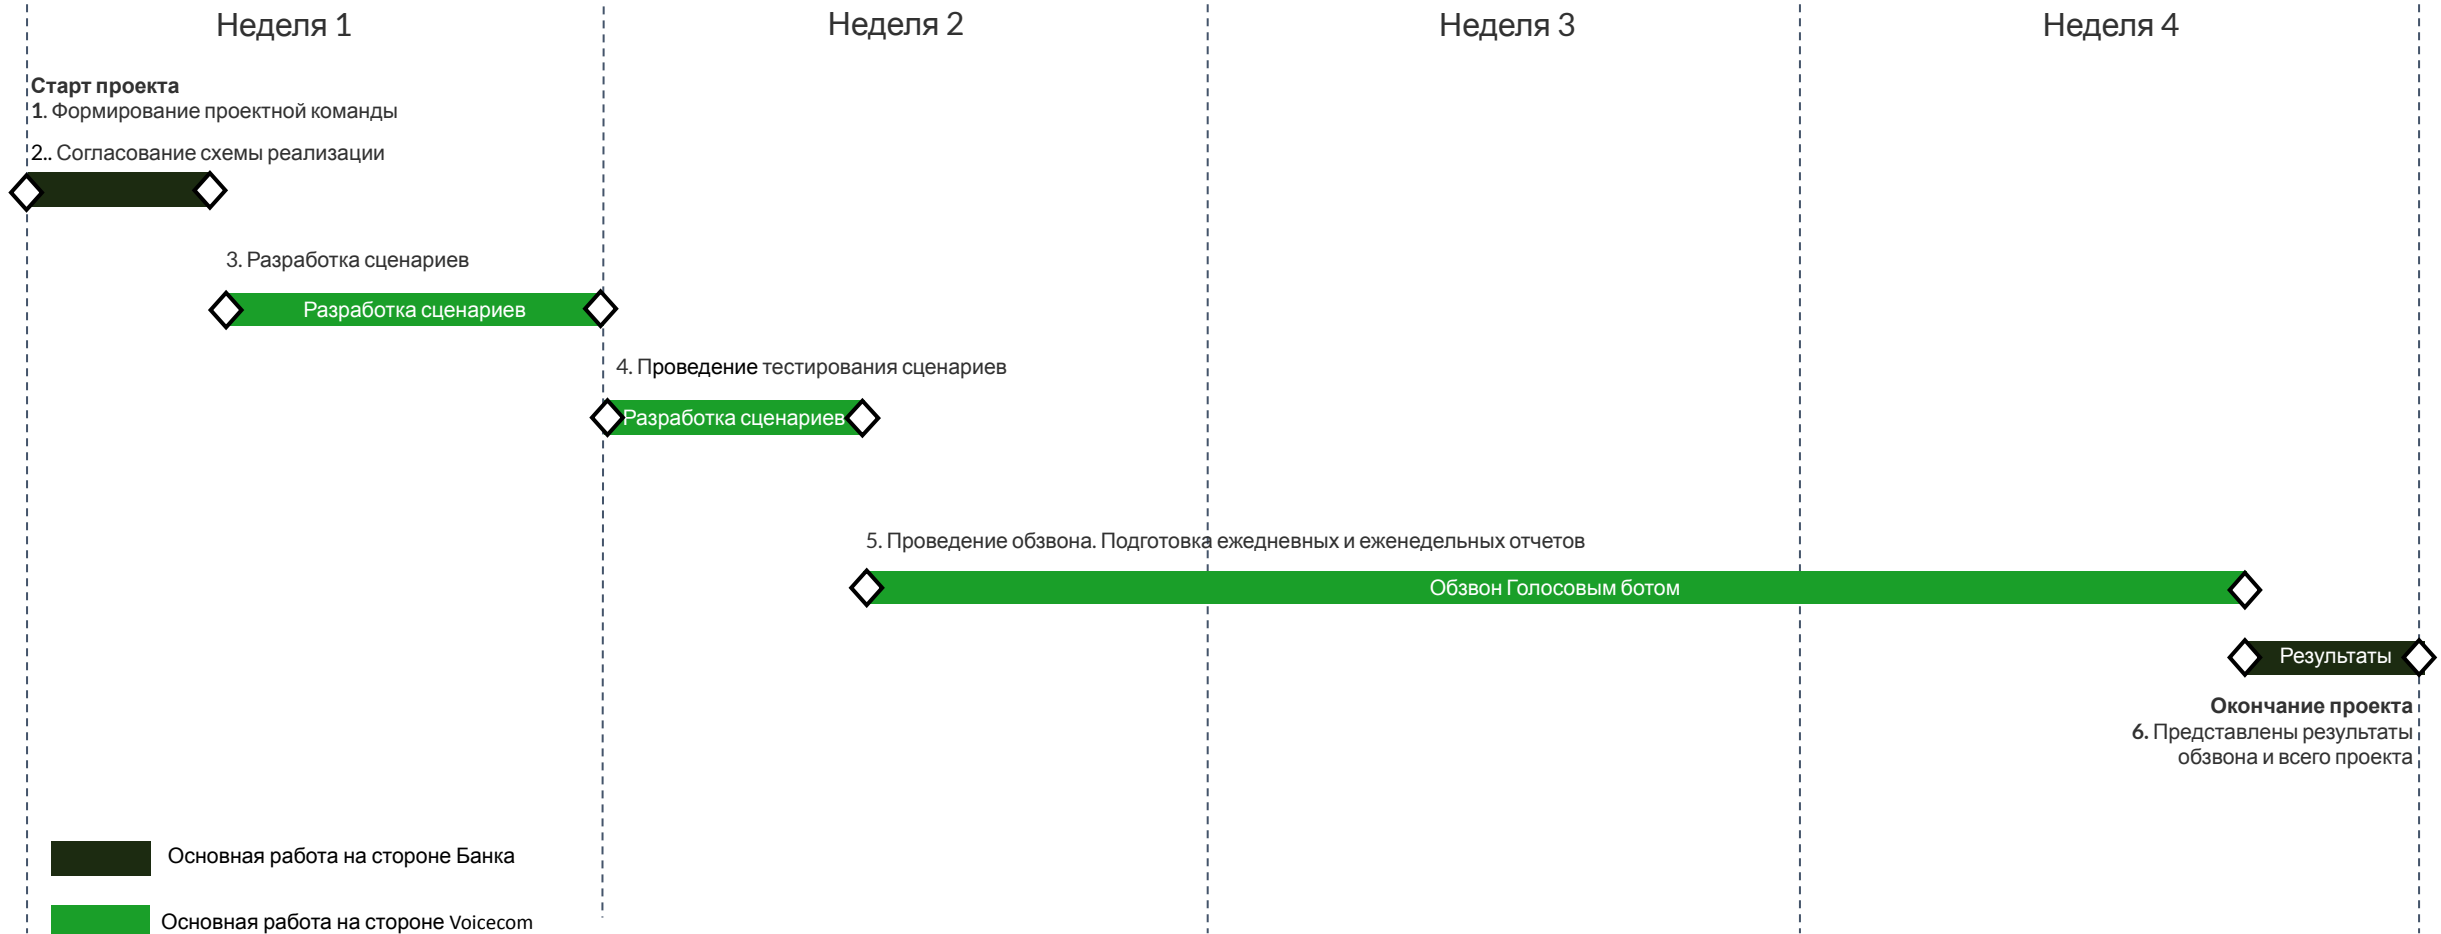 Неделя 1
Неделя 2
Неделя 3
Неделя 4
Старт проекта
1. Формирование проектной команды
2.. Согласование схемы реализации
3. Разработка сценариев
Разработка сценариев
4. Проведение тестирования сценариев
Разработка сценариев
5. Проведение обзвона. Подготовка ежедневных и еженедельных отчетов
Обзвон Голосовым ботом
Результаты
Окончание проекта
6. Представлены результаты
обзвона и всего проекта
Основная работа на стороне Банка
Основная работа на стороне Voicecom